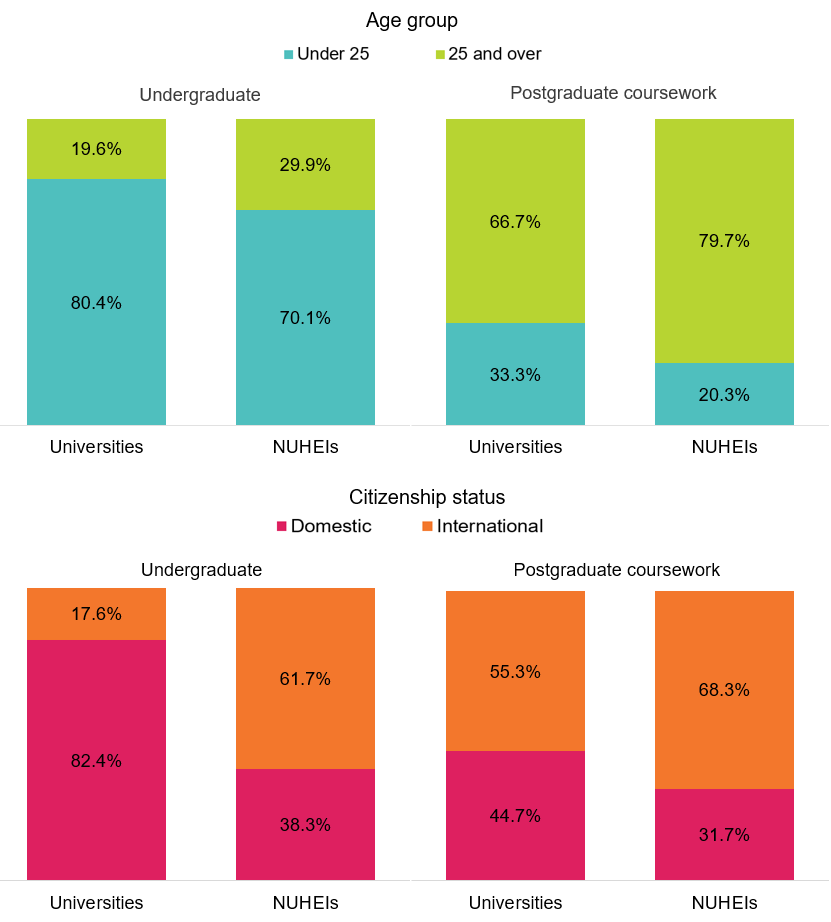 Age group
Under 25 25 and over
Undergraduate Postgraduate coursework
19.6% 29.9% 66.7% 79.7%
80.4% 70.1% 33.3% 20.3%
Universities NUHEIs Universities NUHEIs
Citizenship status
Domestic International
Undergraduate Postgraduate coursework
17.6% 61.7% 55.3% 68.3%
82.4% 38.3% 44.7% 31.7%
Universities NUHEIs Universities NUHEIs